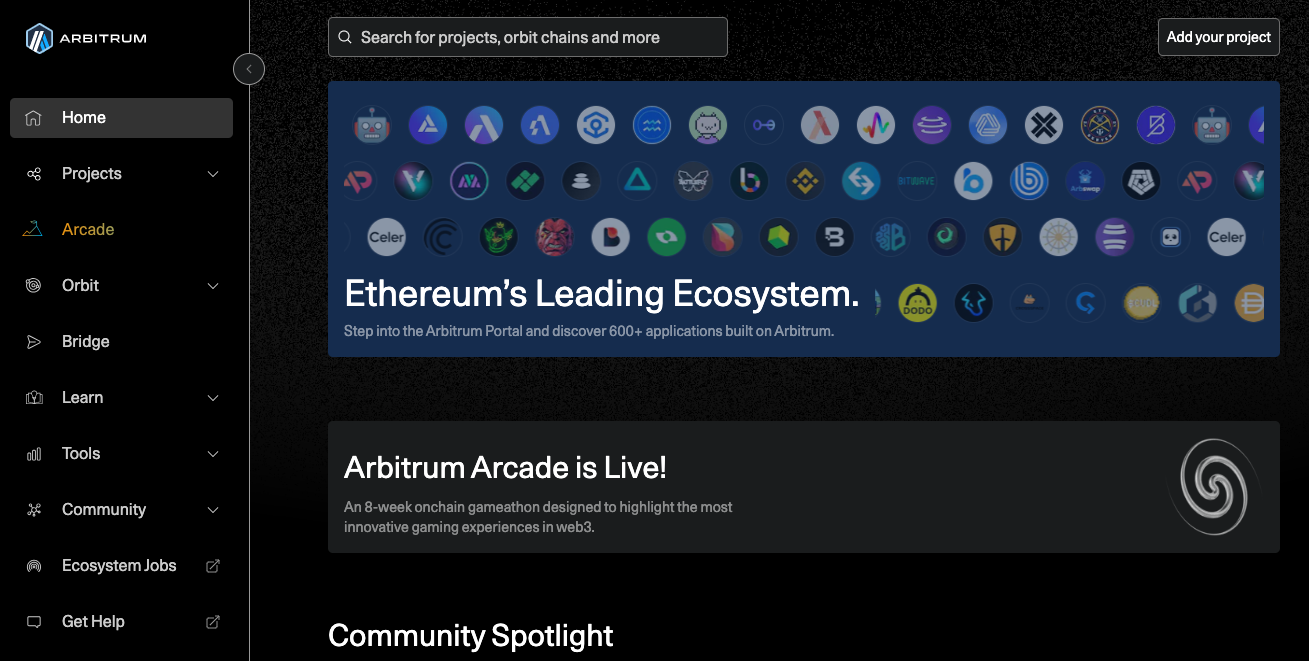 ARBITRUM
Home
Projects
Arcade
Orbit
Bridge
Learn
Tools
Community
Ecosystem Jobs
Get Help
Search for projects, orbit chains and more
Add your project
BITWAVE
Arbswap
Celer
Celer
Ethereum’s Leading Ecosystem.
DODO
Step into the Arbitrum Portal and discover 600+ applications built on Arbitrum.
Arbitrum Arcade is Live!
An 8-week onchain gameathon designed to highlight the most
innovative gaming experiences in web3.
Community Spotlight